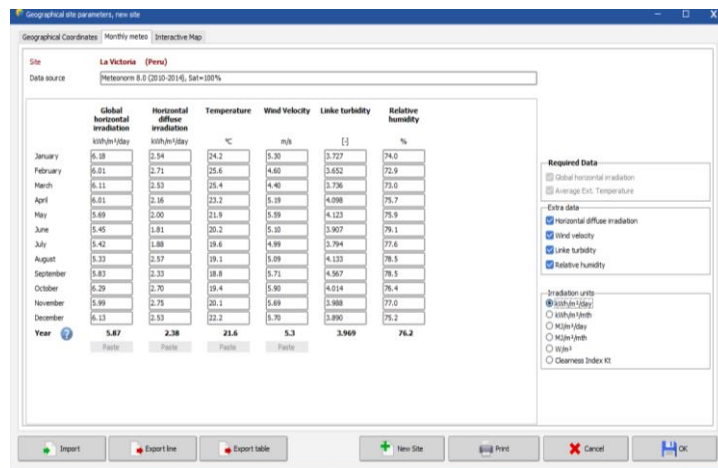 Geographical site parameters, new site
Geographical Coordinates Monthly meteo Interactive Map
Site La Victoria (Peru)
Data source Meteonorm 8.0 (2010-2014), Sat=100%
Global horizontal irradiation Horizontal diffuse irradiation Temperature Wind Velocity Linke turbidity Relative humidity
kWh/m²/day kWh/m²/day °C m/s [-] %
January 6.18 2.54 24.2 5.30 3.727 74.0
February 6.01 2.71 25.6 4.60 3.652 72.9
March 6.11 2.53 25.4 4.40 3.736 73.0
April 6.01 2.16 23.2 5.19 4.098 75.7
May 5.69 2.00 21.9 5.59 4.123 75.9
June 5.45 1.81 20.2 5.10 3.907 79.1
July 5.42 1.88 19.6 4.99 3.794 77.6
August 5.33 2.57 19.1 5.09 4.133 78.5
September 5.83 2.33 18.8 5.71 4.567 78.5
October 6.29 2.70 19.4 5.90 4.014 76.4
November 5.99 2.75 20.1 5.69 3.988 77.0
December 6.13 2.53 22.2 5.70 3.890 75.2
Year ? 5.87 2.38 21.6 5.3 3.969 76.2
Paste Paste Paste Paste
Required Data
Global horizontal irradiation
Average Ext. Temperature
Extra data
Horizontal diffuse irradiation
Wind velocity
Linke turbidity
Relative humidity
Irradiation units
kWh/m²/day
kWh/m²/mth
MJ/m²/day
MJ/m²/mth
W/m²
Clearness Index Kt
Import Export line Export table New Site Print Cancel OK